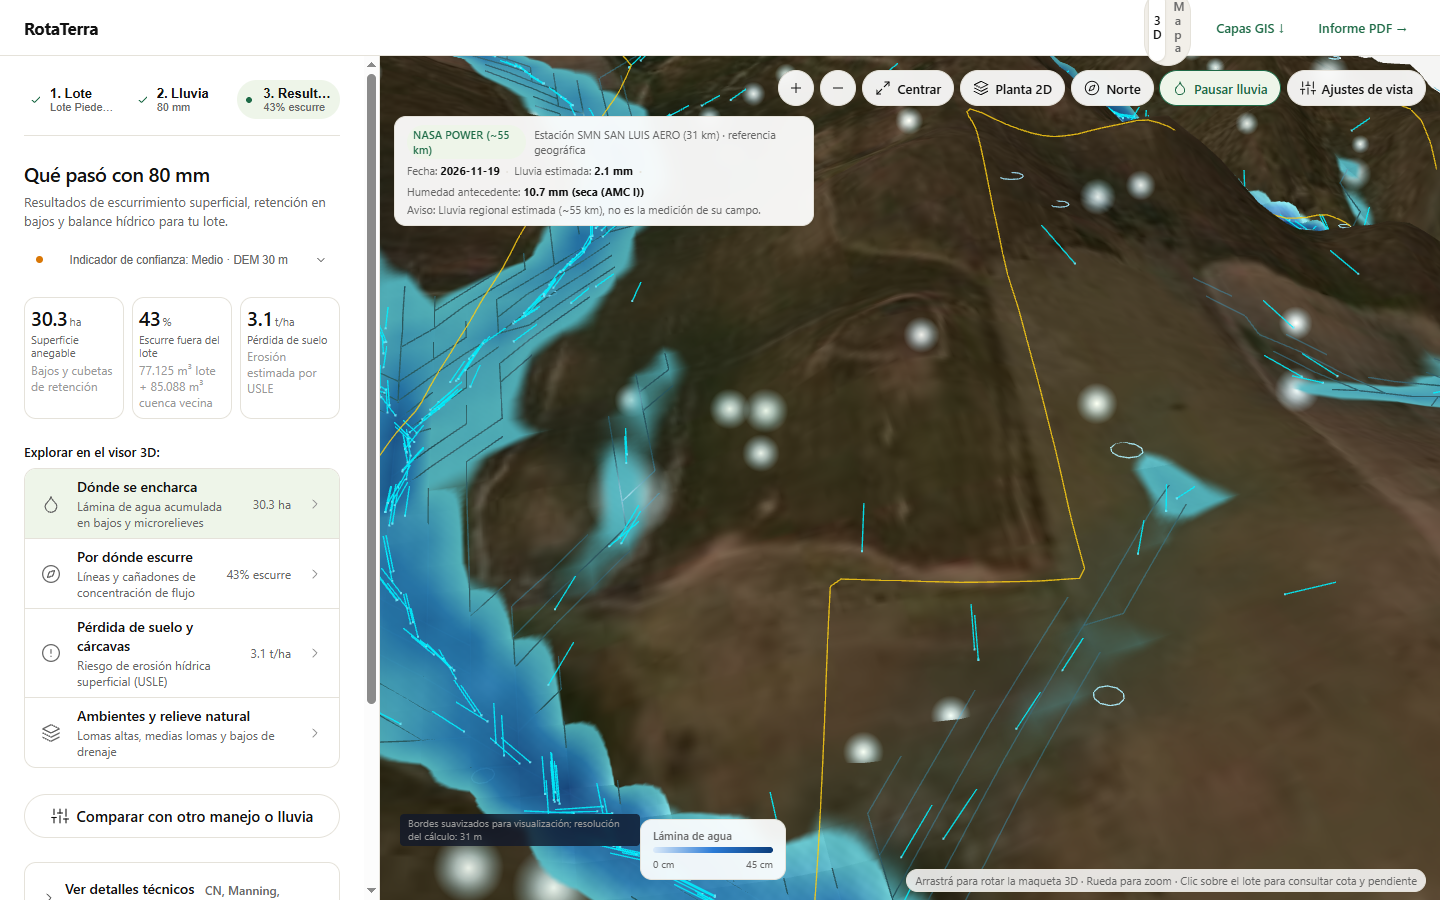 RotaTerra
3D
Mapa
Capas GIS ↓
Informe PDF →
1. Lote
Lote Piede...
2. Lluvia
80 mm
3. Result...
43% escurre
Qué pasó con 80 mm
Resultados de escurrimiento superficial, retención en
bajos y balance hídrico para tu lote.
Indicador de confianza: Medio · DEM 30 m
30.3 ha
Superficie
anegable
Bajos y cubetas
de retención
43 %
Escurre fuera del
lote
77.125 m³ lote
+ 85.088 m³
cuenca vecina
3.1 t/ha
Pérdida de suelo
Erosión
estimada por
USLE
Explorar en el visor 3D:
Dónde se encharca
Lámina de agua acumulada
en bajos y microrelieves
30.3 ha
Por dónde escurre
Líneas y cañadones de
concentración de flujo
43% escurre
Pérdida de suelo y
cárcavas
Riesgo de erosión hídrica
superficial (USLE)
3.1 t/ha
Ambientes y relieve natural
Lomas altas, medias lomas y bajos de
drenaje
Comparar con otro manejo o lluvia
Ver detalles técnicos CN, Manning,
+
−
Centrar
Planta 2D
Norte
Pausar lluvia
Ajustes de vista
NASA POWER (~55
km)
Estación SMN SAN LUIS AERO (31 km) · referencia
geográfica
Fecha: 2026-11-19 · Lluvia estimada: 2.1 mm ·
Humedad antecedente: 10.7 mm (seca (AMC I))
Aviso: Lluvia regional estimada (~55 km), no es la medición de su campo.
Bordes suavizados para visualización; resolución
del cálculo: 31 m
Lámina de agua
0 cm 45 cm
Arrastrá para rotar la maqueta 3D · Rueda para zoom · Clic sobre el lote para consultar cota y pendiente